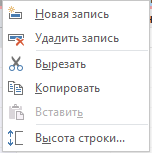 Новая запись
Удалить запись
Вырезать
Копировать
Вставить
Высота строки...